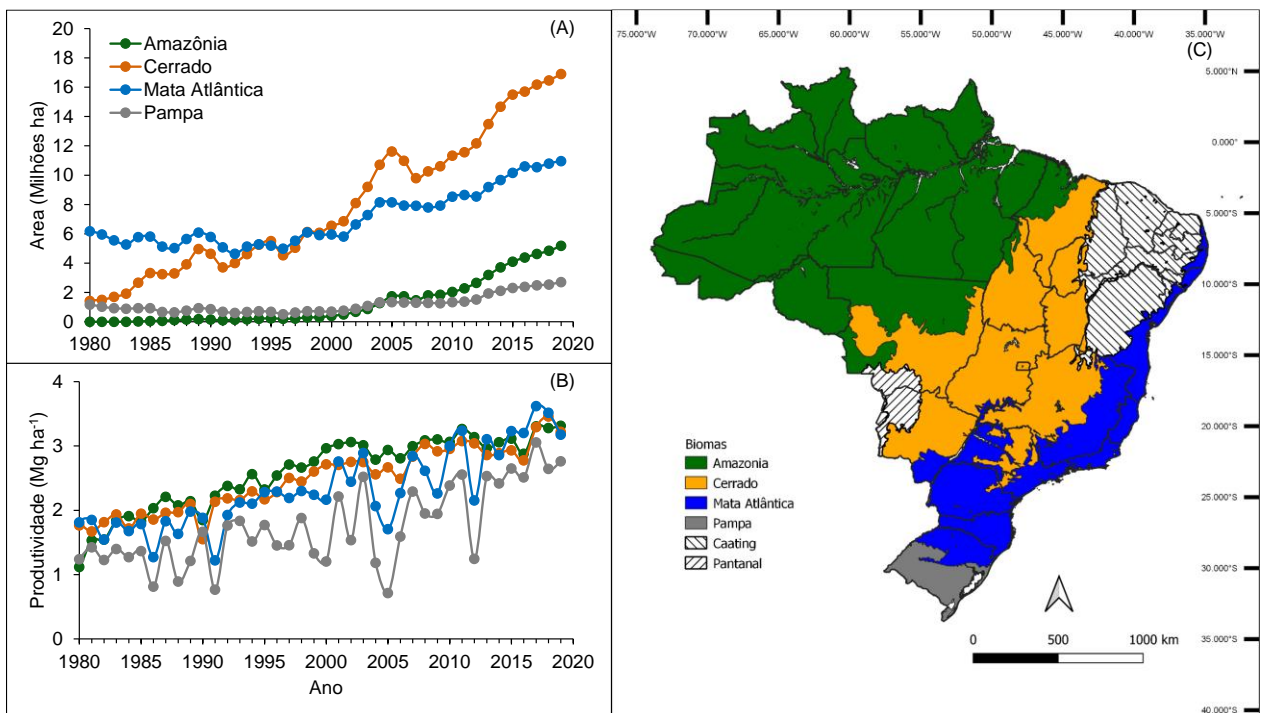 (A)
20
18
16
14
12
10
8
6
4
2
0
Area (Milhões ha)
Amazônia
Cerrado
Mata Atlântica
Pampa
1980 1985 1990 1995 2000 2005 2010 2015 2020
(B)
4
3
2
1
0
Produtividade (Mg ha⁻¹)
1980 1985 1990 1995 2000 2005 2010 2015 2020
Ano
75.000°W 70.000°W 65.000°W 60.000°W 55.000°W 50.000°W 45.000°W 40.000°W 35.000°W
(C)
5.000°N
0.000°
5.000°S
10.000°S
15.000°S
20.000°S
25.000°S
30.000°S
35.000°S
40.000°S
Biomas
Amazonia
Cerrado
Mata Atlântica
Pampa
Caating
Pantanal
0 500 1000 km